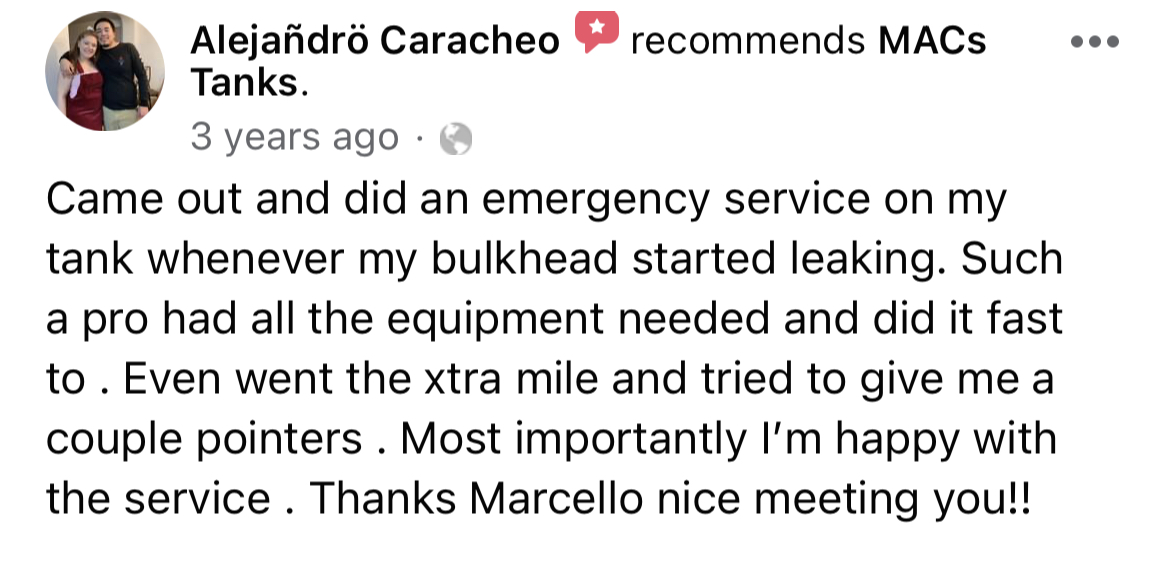 Alejañdrö Caracheo recommends MACs
Tanks.
3 years ago ·
Came out and did an emergency service on my
tank whenever my bulkhead started leaking. Such
a pro had all the equipment needed and did it fast
to . Even went the xtra mile and tried to give me a
couple pointers . Most importantly I’m happy with
the service . Thanks Marcello nice meeting you!!